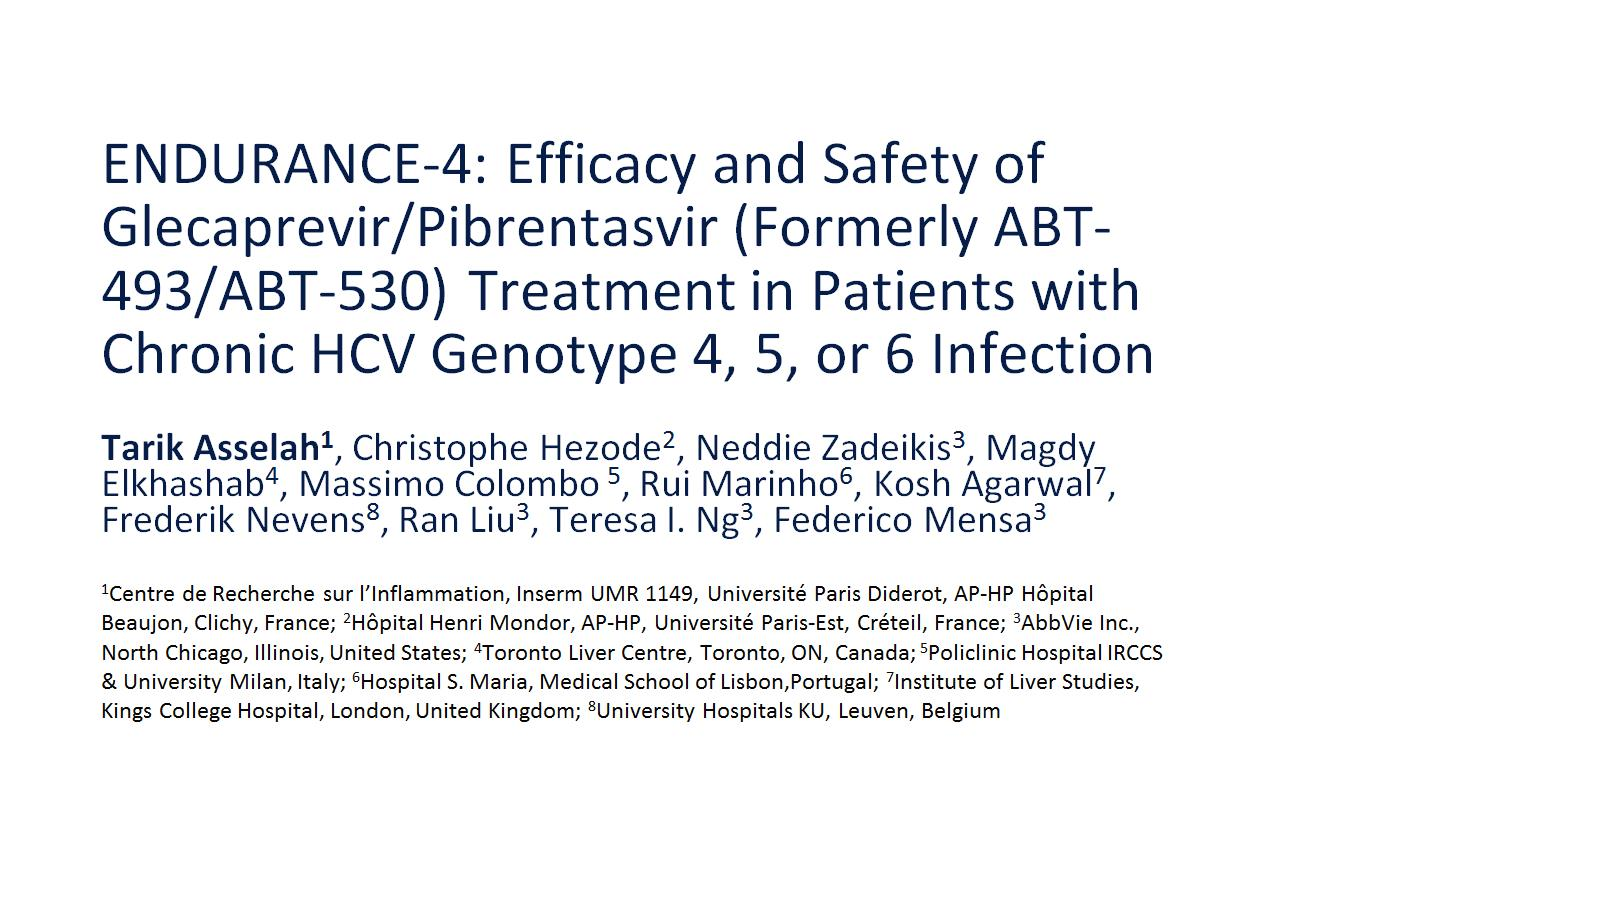 ENDURANCE-4: Efficacy and Safety of
Glecaprevir/Pibrentasvir (Formerly ABT-
493/ABT-530) Treatment in Patients with
Chronic HCV Genotype 4, 5, or 6 Infection
Tarik Asselah¹, Christophe Hezode², Neddie Zadeikis³, Magdy
Elkhashab⁴, Massimo Colombo ⁵, Rui Marinho⁶, Kosh Agarwal⁷,
Frederik Nevens⁸, Ran Liu³, Teresa I. Ng³, Federico Mensa³
¹Centre de Recherche sur l’Inflammation, Inserm UMR 1149, Université Paris Diderot, AP-HP Hôpital
Beaujon, Clichy, France; ²Hôpital Henri Mondor, AP-HP, Université Paris-Est, Créteil, France; ³AbbVie Inc.,
North Chicago, Illinois, United States; ⁴Toronto Liver Centre, Toronto, ON, Canada; ⁵Policlinic Hospital IRCCS
& University Milan, Italy; ⁶Hospital S. Maria, Medical School of Lisbon,Portugal; ⁷Institute of Liver Studies,
Kings College Hospital, London, United Kingdom; ⁸University Hospitals KU, Leuven, Belgium